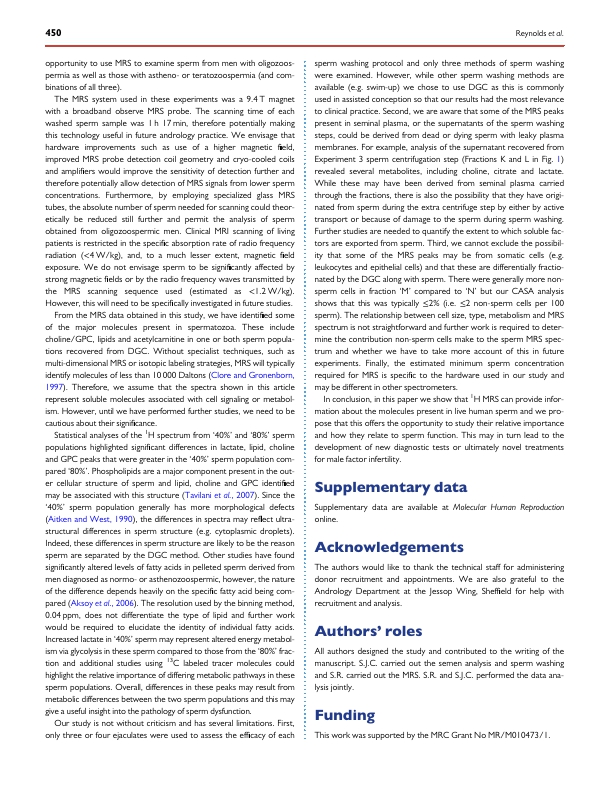 450
Reynolds et al.
opportunity to use MRS to examine sperm from men with oligozoos-
permia as well as those with astheno- or teratozoospermia (and com-
binations of all three).
The MRS system used in these experiments was a 9.4 T magnet
with a broadband observe MRS probe. The scanning time of each
washed sperm sample was 1 h 17 min, therefore potentially making
this technology useful in future andrology practice. We envisage that
hardware improvements such as use of a higher magnetic field,
improved MRS probe detection coil geometry and cryo-cooled coils
and amplifiers would improve the sensitivity of detection further and
therefore potentially allow detection of MRS signals from lower sperm
concentrations. Furthermore, by employing specialized glass MRS
tubes, the absolute number of sperm needed for scanning could theor-
etically be reduced still further and permit the analysis of sperm
obtained from oligozoospermic men. Clinical MRI scanning of living
patients is restricted in the specific absorption rate of radio frequency
radiation (<4 W/kg), and, to a much lesser extent, magnetic field
exposure. We do not envisage sperm to be significantly affected by
strong magnetic fields or by the radio frequency waves transmitted by
the MRS scanning sequence used (estimated as <1.2 W/kg).
However, this will need to be specifically investigated in future studies.
From the MRS data obtained in this study, we have identified some
of the major molecules present in spermatozoa. These include
choline/GPC, lipids and acetylcarnitine in one or both sperm popula-
tions recovered from DGC. Without specialist techniques, such as
multi-dimensional MRS or isotopic labeling strategies, MRS will typically
identify molecules of less than 10 000 Daltons (Clore and Gronenborn,
1997). Therefore, we assume that the spectra shown in this article
represent soluble molecules associated with cell signaling or metabol-
ism. However, until we have performed further studies, we need to be
cautious about their significance.
Statistical analyses of the ¹H spectrum from ‘40%’ and ‘80%’ sperm
populations highlighted significant differences in lactate, lipid, choline
and GPC peaks that were greater in the ‘40%’ sperm population com-
pared ‘80%’. Phospholipids are a major component present in the out-
er cellular structure of sperm and lipid, choline and GPC identified
may be associated with this structure (Tavilani et al., 2007). Since the
‘40%’ sperm population generally has more morphological defects
(Aitken and West, 1990), the differences in spectra may reflect ultra-
structural differences in sperm structure (e.g. cytoplasmic droplets).
Indeed, these differences in sperm structure are likely to be the reason
sperm are separated by the DGC method. Other studies have found
significantly altered levels of fatty acids in pelleted sperm derived from
men diagnosed as normo- or asthenozoospermic, however, the nature
of the difference depends heavily on the specific fatty acid being com-
pared (Aksoy et al., 2006). The resolution used by the binning method,
0.04 ppm, does not differentiate the type of lipid and further work
would be required to elucidate the identity of individual fatty acids.
Increased lactate in ‘40%’ sperm may represent altered energy metabol-
ism via glycolysis in these sperm compared to those from the ‘80%’ frac-
tion and additional studies using ¹³C labeled tracer molecules could
highlight the relative importance of differing metabolic pathways in these
sperm populations. Overall, differences in these peaks may result from
metabolic differences between the two sperm populations and this may
give a useful insight into the pathology of sperm dysfunction.
Our study is not without criticism and has several limitations. First,
only three or four ejaculates were used to assess the efficacy of each
sperm washing protocol and only three methods of sperm washing
were examined. However, while other sperm washing methods are
available (e.g. swim-up) we chose to use DGC as this is commonly
used in assisted conception so that our results had the most relevance
to clinical practice. Second, we are aware that some of the MRS peaks
present in seminal plasma, or the supernatants of the sperm washing
steps, could be derived from dead or dying sperm with leaky plasma
membranes. For example, analysis of the supernatant recovered from
Experiment 3 sperm centrifugation step (Fractions K and L in Fig. 1)
revealed several metabolites, including choline, citrate and lactate.
While these may have been derived from seminal plasma carried
through the fractions, there is also the possibility that they have origi-
nated from sperm during the extra centrifuge step by either by active
transport or because of damage to the sperm during sperm washing.
Further studies are needed to quantify the extent to which soluble fac-
tors are exported from sperm. Third, we cannot exclude the possibil-
ity that some of the MRS peaks may be from somatic cells (e.g.
leukocytes and epithelial cells) and that these are differentially fractio-
nated by the DGC along with sperm. There were generally more non-
sperm cells in fraction ‘M’ compared to ‘N’ but our CASA analysis
shows that this was typically ≤2% (i.e. ≤2 non-sperm cells per 100
sperm). The relationship between cell size, type, metabolism and MRS
spectrum is not straightforward and further work is required to deter-
mine the contribution non-sperm cells make to the sperm MRS spec-
trum and whether we have to take more account of this in future
experiments. Finally, the estimated minimum sperm concentration
required for MRS is specific to the hardware used in our study and
may be different in other spectrometers.
In conclusion, in this paper we show that ¹H MRS can provide infor-
mation about the molecules present in live human sperm and we pro-
pose that this offers the opportunity to study their relative importance
and how they relate to sperm function. This may in turn lead to the
development of new diagnostic tests or ultimately novel treatments
for male factor infertility.
Supplementary data
Supplementary data are available at Molecular Human Reproduction
online.
Acknowledgements
The authors would like to thank the technical staff for administering
donor recruitment and appointments. We are also grateful to the
Andrology Department at the Jessop Wing, Sheffield for help with
recruitment and analysis.
Authors’ roles
All authors designed the study and contributed to the writing of the
manuscript. S.J.C. carried out the semen analysis and sperm washing
and S.R. carried out the MRS. S.R. and S.J.C. performed the data ana-
lysis jointly.
Funding
This work was supported by the MRC Grant No MR/M010473/1.